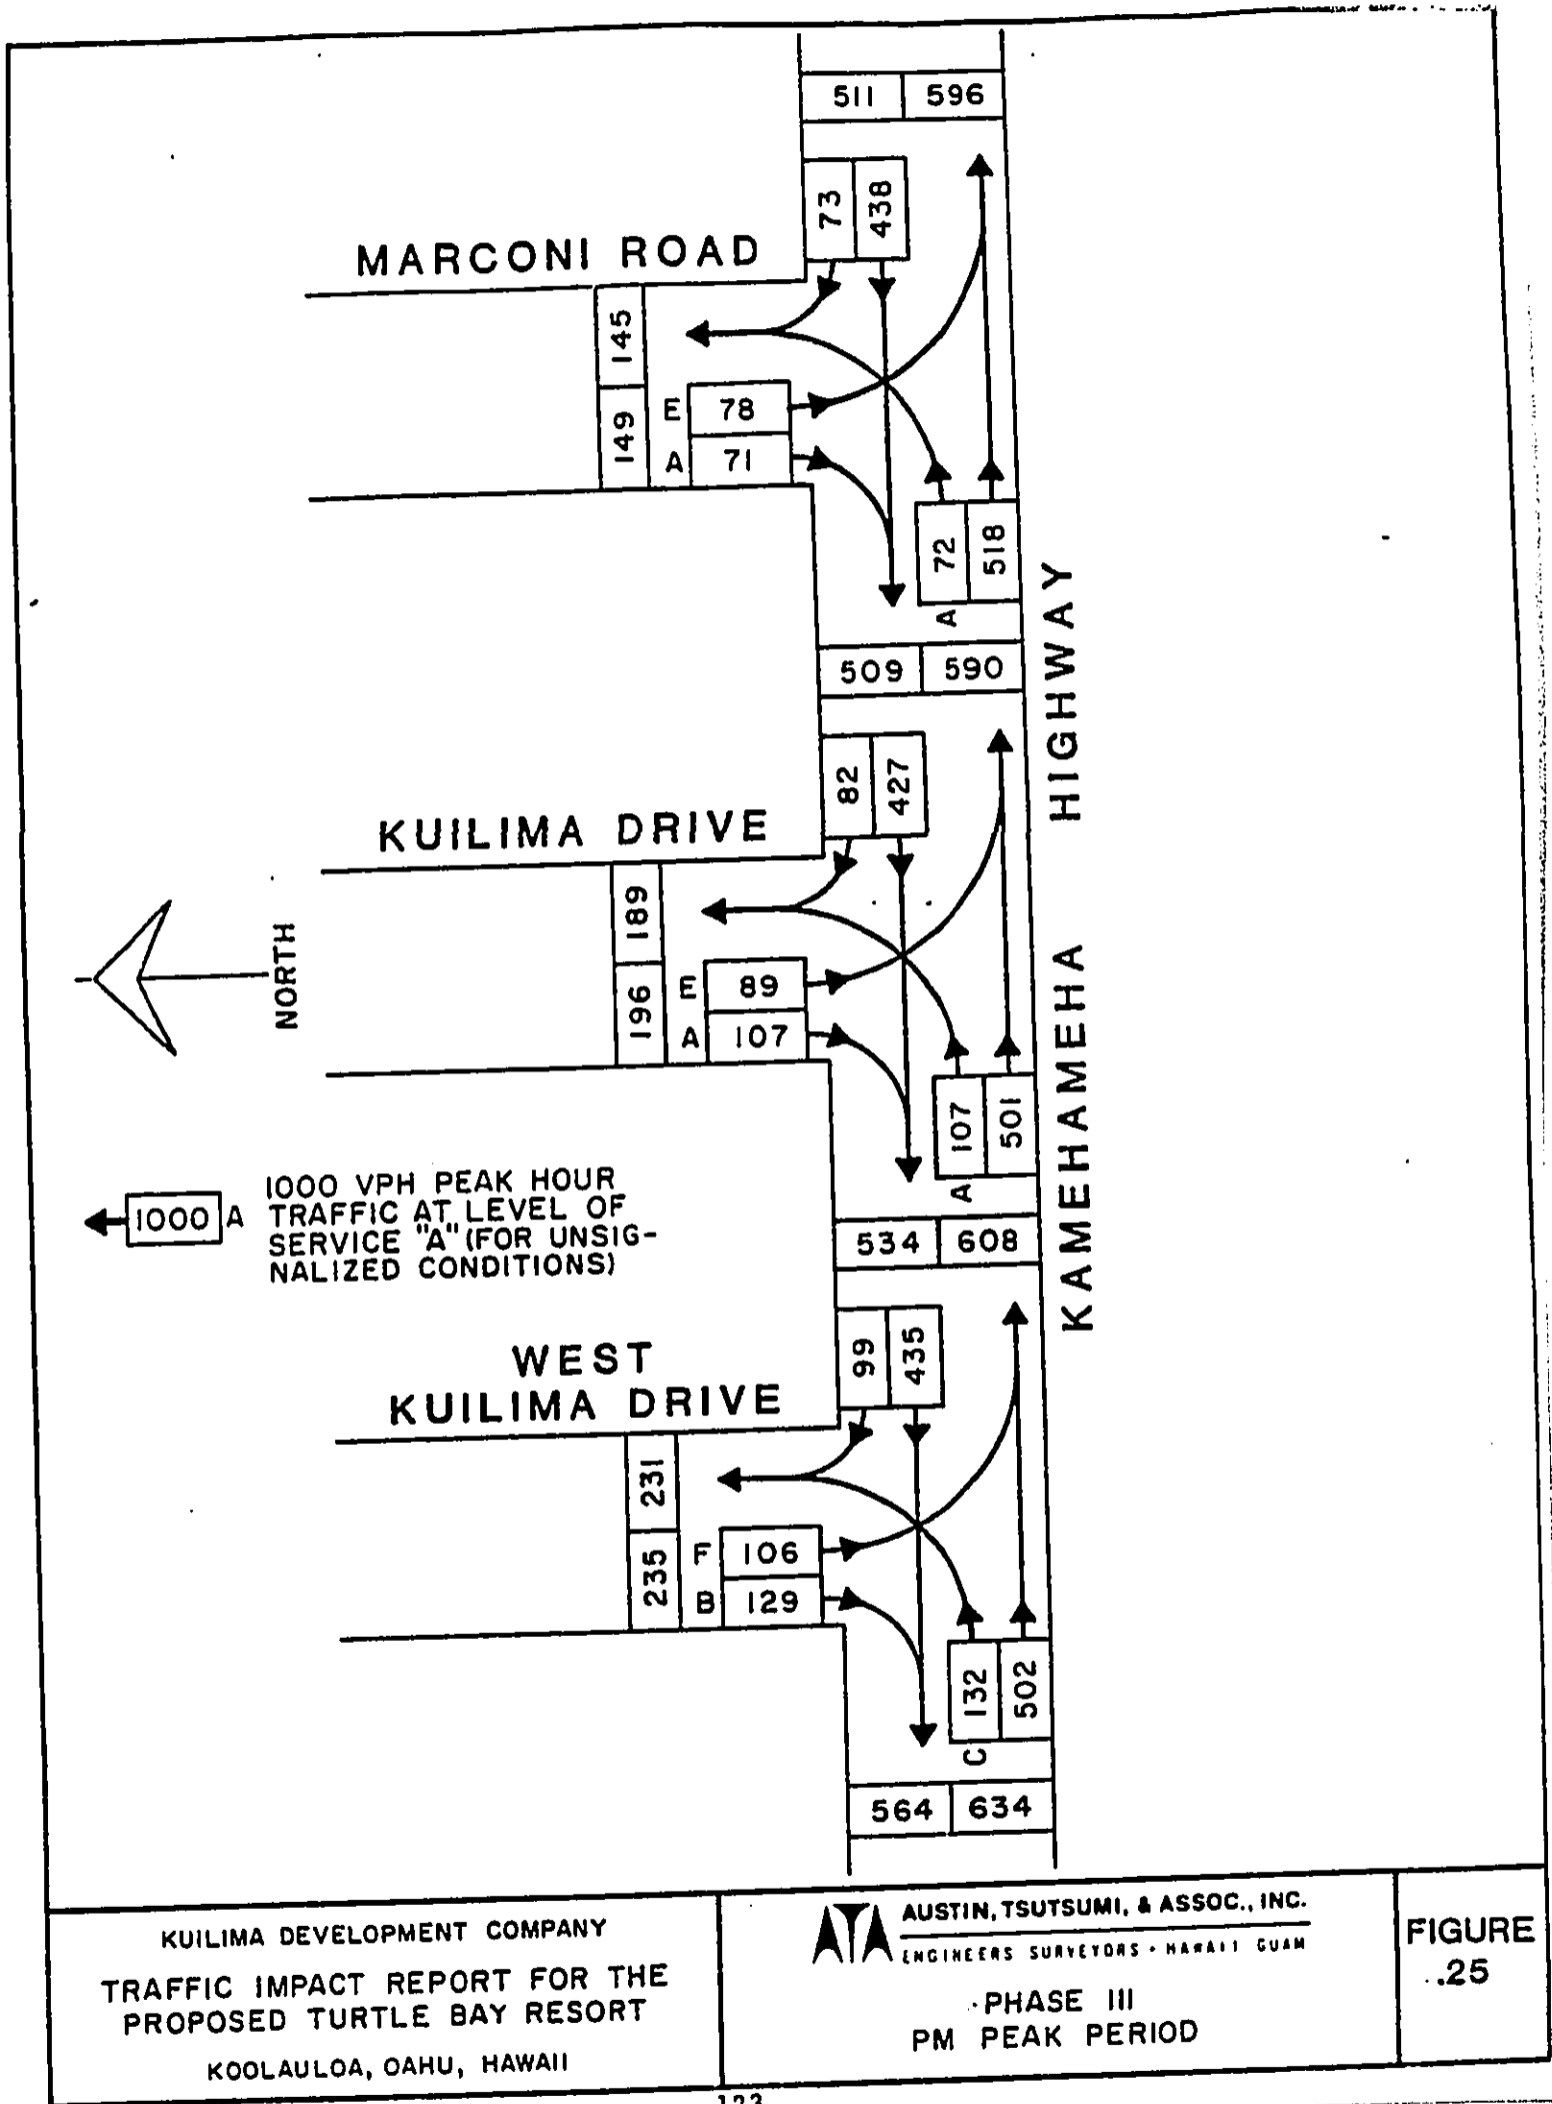 511 596
73 438
MARCONI ROAD
145
149
E 78
A 71
72 518
A
509 590
HIGHWAY
82 427
KUILIMA DRIVE
189
196
E 89
A 107
NORTH
107 501
A
KAMEHAMEHA
1000 A
1000 VPH PEAK HOUR
TRAFFIC AT LEVEL OF
SERVICE "A" (FOR UNSIG-
NALIZED CONDITIONS)
534 608
99 435
WEST
KUILIMA DRIVE
231
235
F 106
B 129
132 502
C
564 634
KUILIMA DEVELOPMENT COMPANY
TRAFFIC IMPACT REPORT FOR THE
PROPOSED TURTLE BAY RESORT
KOOLAULOA, OAHU, HAWAII
ATA
AUSTIN, TSUTSUMI, & ASSOC., INC.
ENGINEERS SURVEYORS • HAWAII GUAM
PHASE III
PM PEAK PERIOD
FIGURE
.25
123